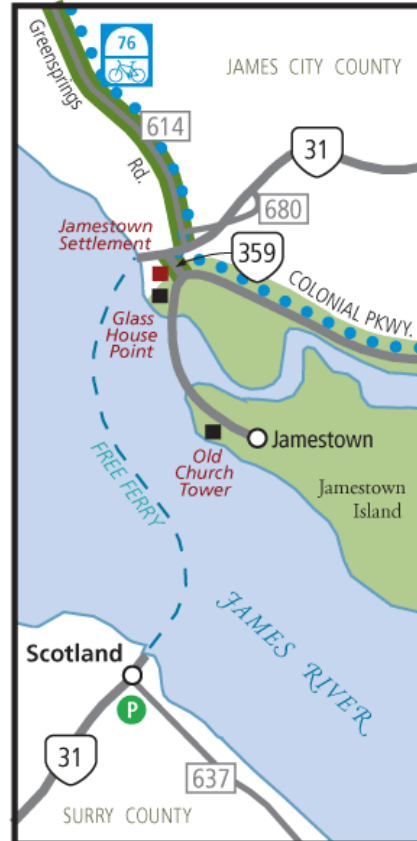 76
Greensprings
Rd.
JAMES CITY COUNTY
614
31
680
Jamestown
Settlement
359
COLONIAL PKWY.
Glass
House
Point
Jamestown
Old
Church
Tower
Jamestown
Island
FREE FERRY
JAMES RIVER
Scotland
P
31
637
SURRY COUNTY